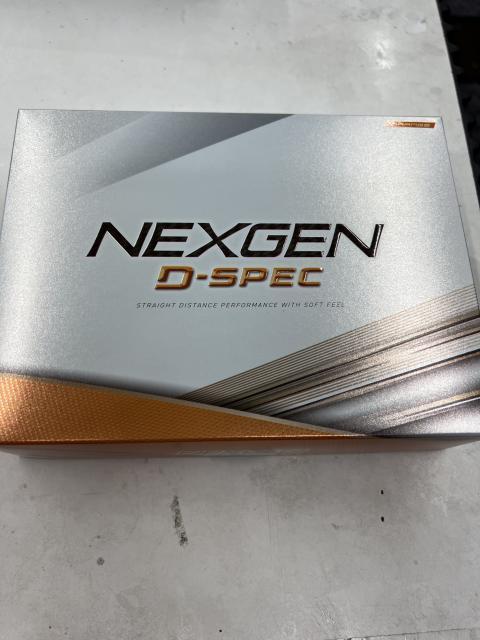 NEXGEN
D-SPEC
STRAIGHT DISTANCE PERFORMANCE WITH SOFT FEEL